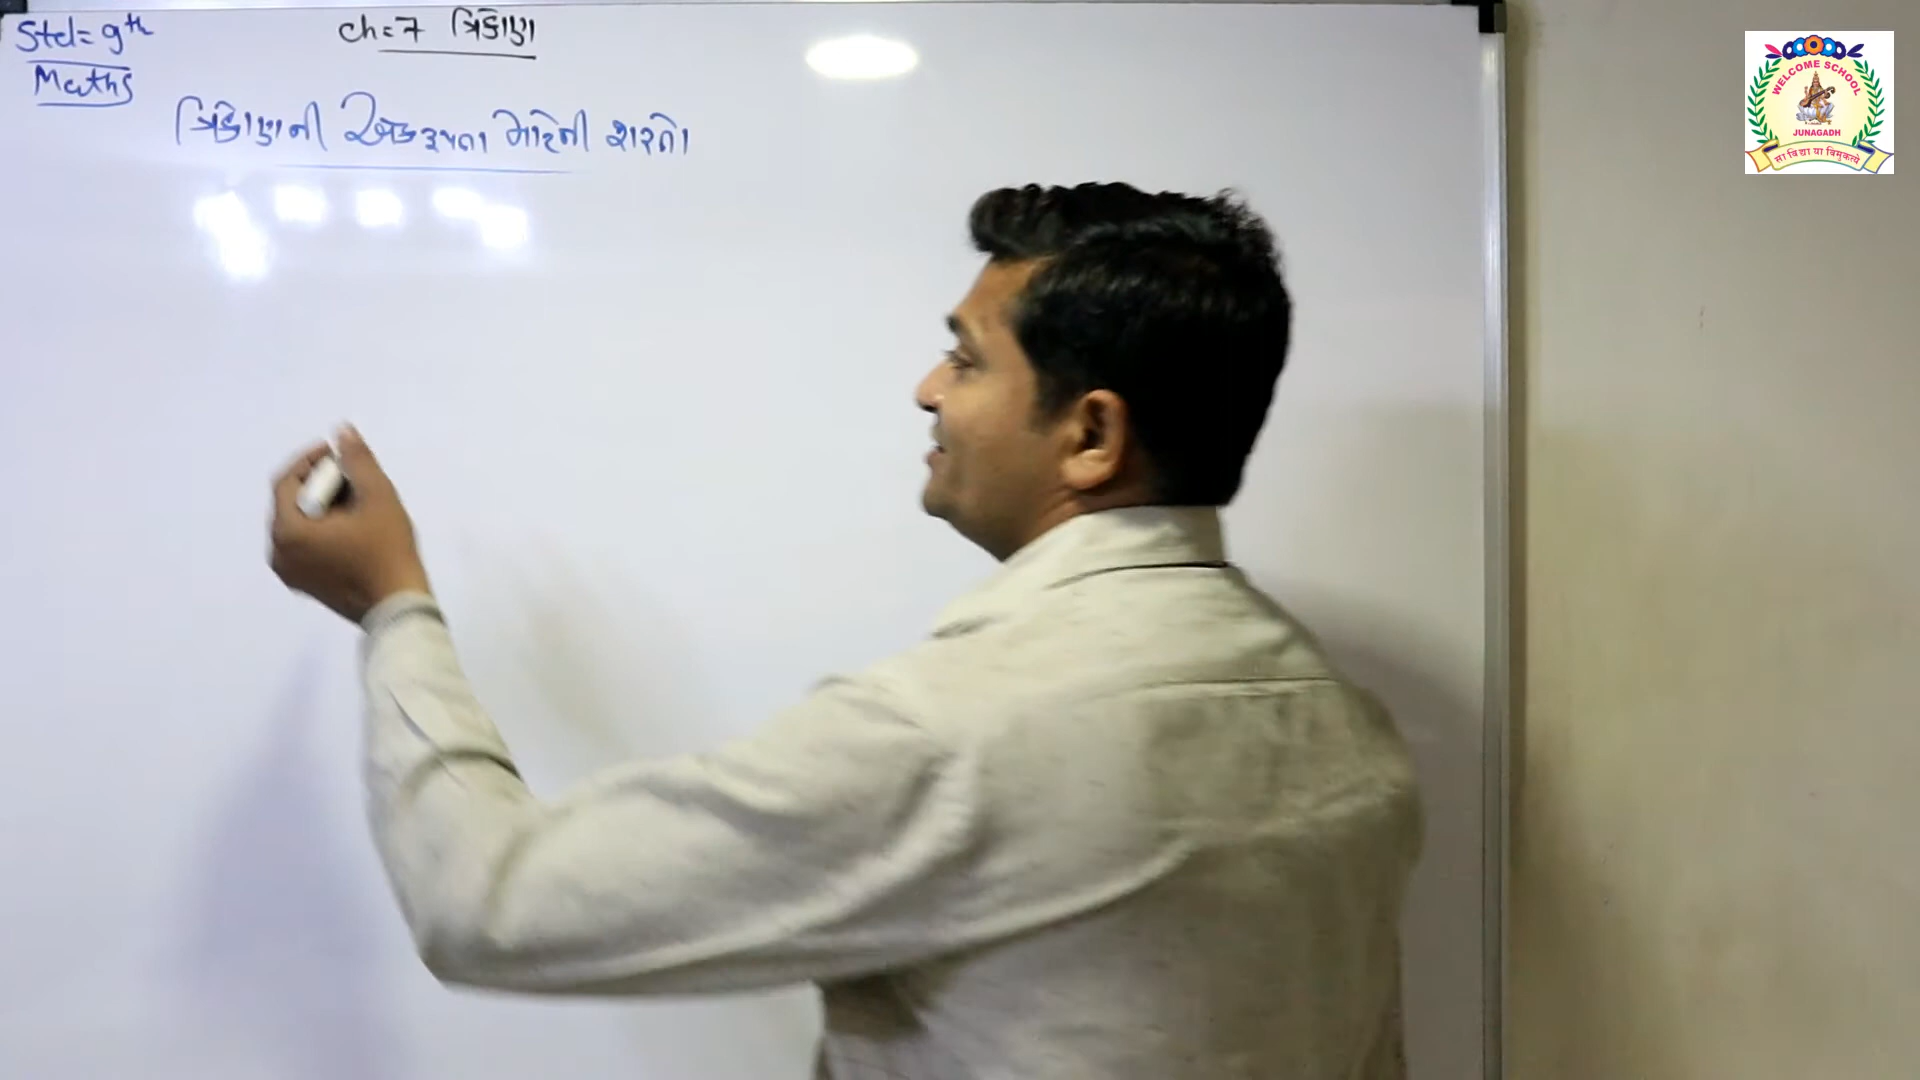 Std = 9th
Maths
ch = 7 ત્રિકોણ
ત્રિકોણની એકરૂપતા માટેની શરતો
WELCOME SCHOOL
JUNAGADH
सा विद्या या विमुक्तये